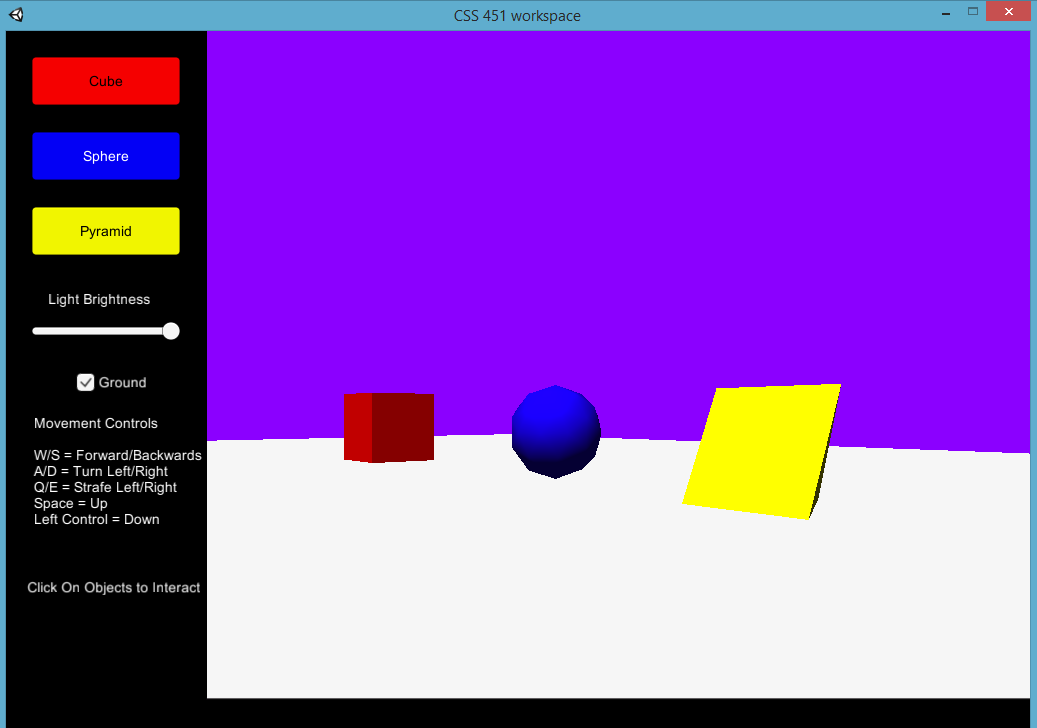 CSS 451 workspace
Cube
Sphere
Pyramid
Light Brightness
Ground
Movement Controls
W/S = Forward/Backwards
A/D = Turn Left/Right
Q/E = Strafe Left/Right
Space = Up
Left Control = Down
Click On Objects to Interact